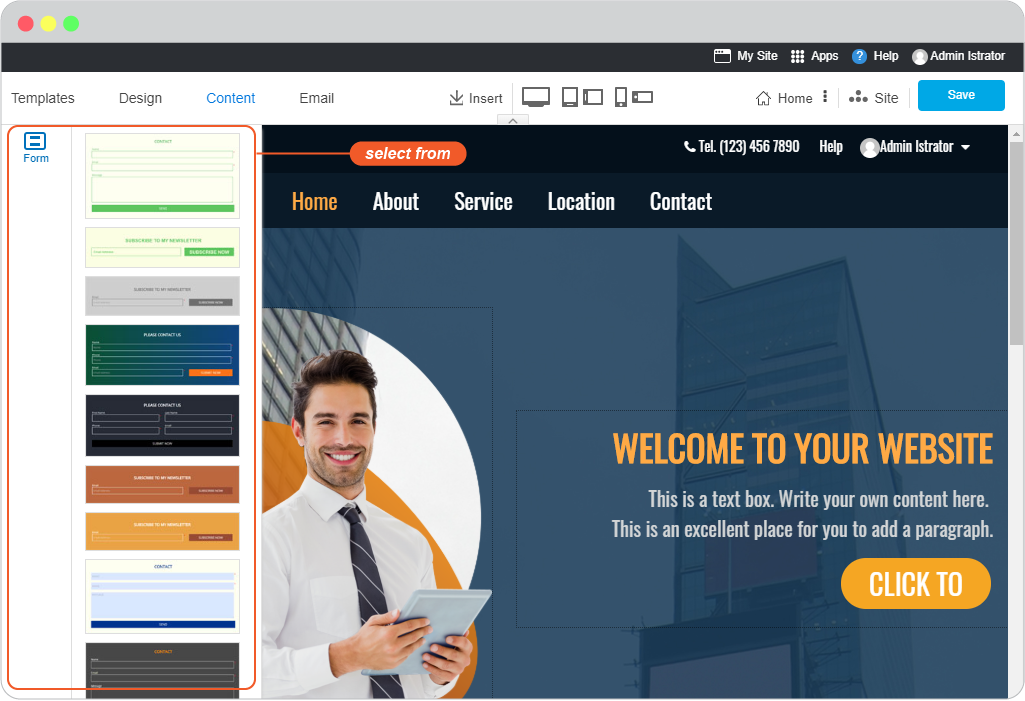 My Site Apps ? Help Admin Istrator
Templates Design Content Email Insert Home Site Save
Form
CONTACT
SEND
SUBSCRIBE TO MY NEWSLETTER
SUBSCRIBE NOW
SUBSCRIBE TO MY NEWSLETTER
SUBSCRIBE NOW
PLEASE CONTACT US
SUBMIT NOW
PLEASE CONTACT US
SUBMIT NOW
SUBSCRIBE TO MY NEWSLETTER
SUBSCRIBE NOW
SUBSCRIBE TO MY NEWSLETTER
SUBSCRIBE NOW
CONTACT
SEND
CONTACT
select from
Tel. (123) 456 7890 Help Admin Istrator
Home About Service Location Contact
WELCOME TO YOUR WEBSITE
This is a text box. Write your own content here.
This is an excellent place for you to add a paragraph.
CLICK TO